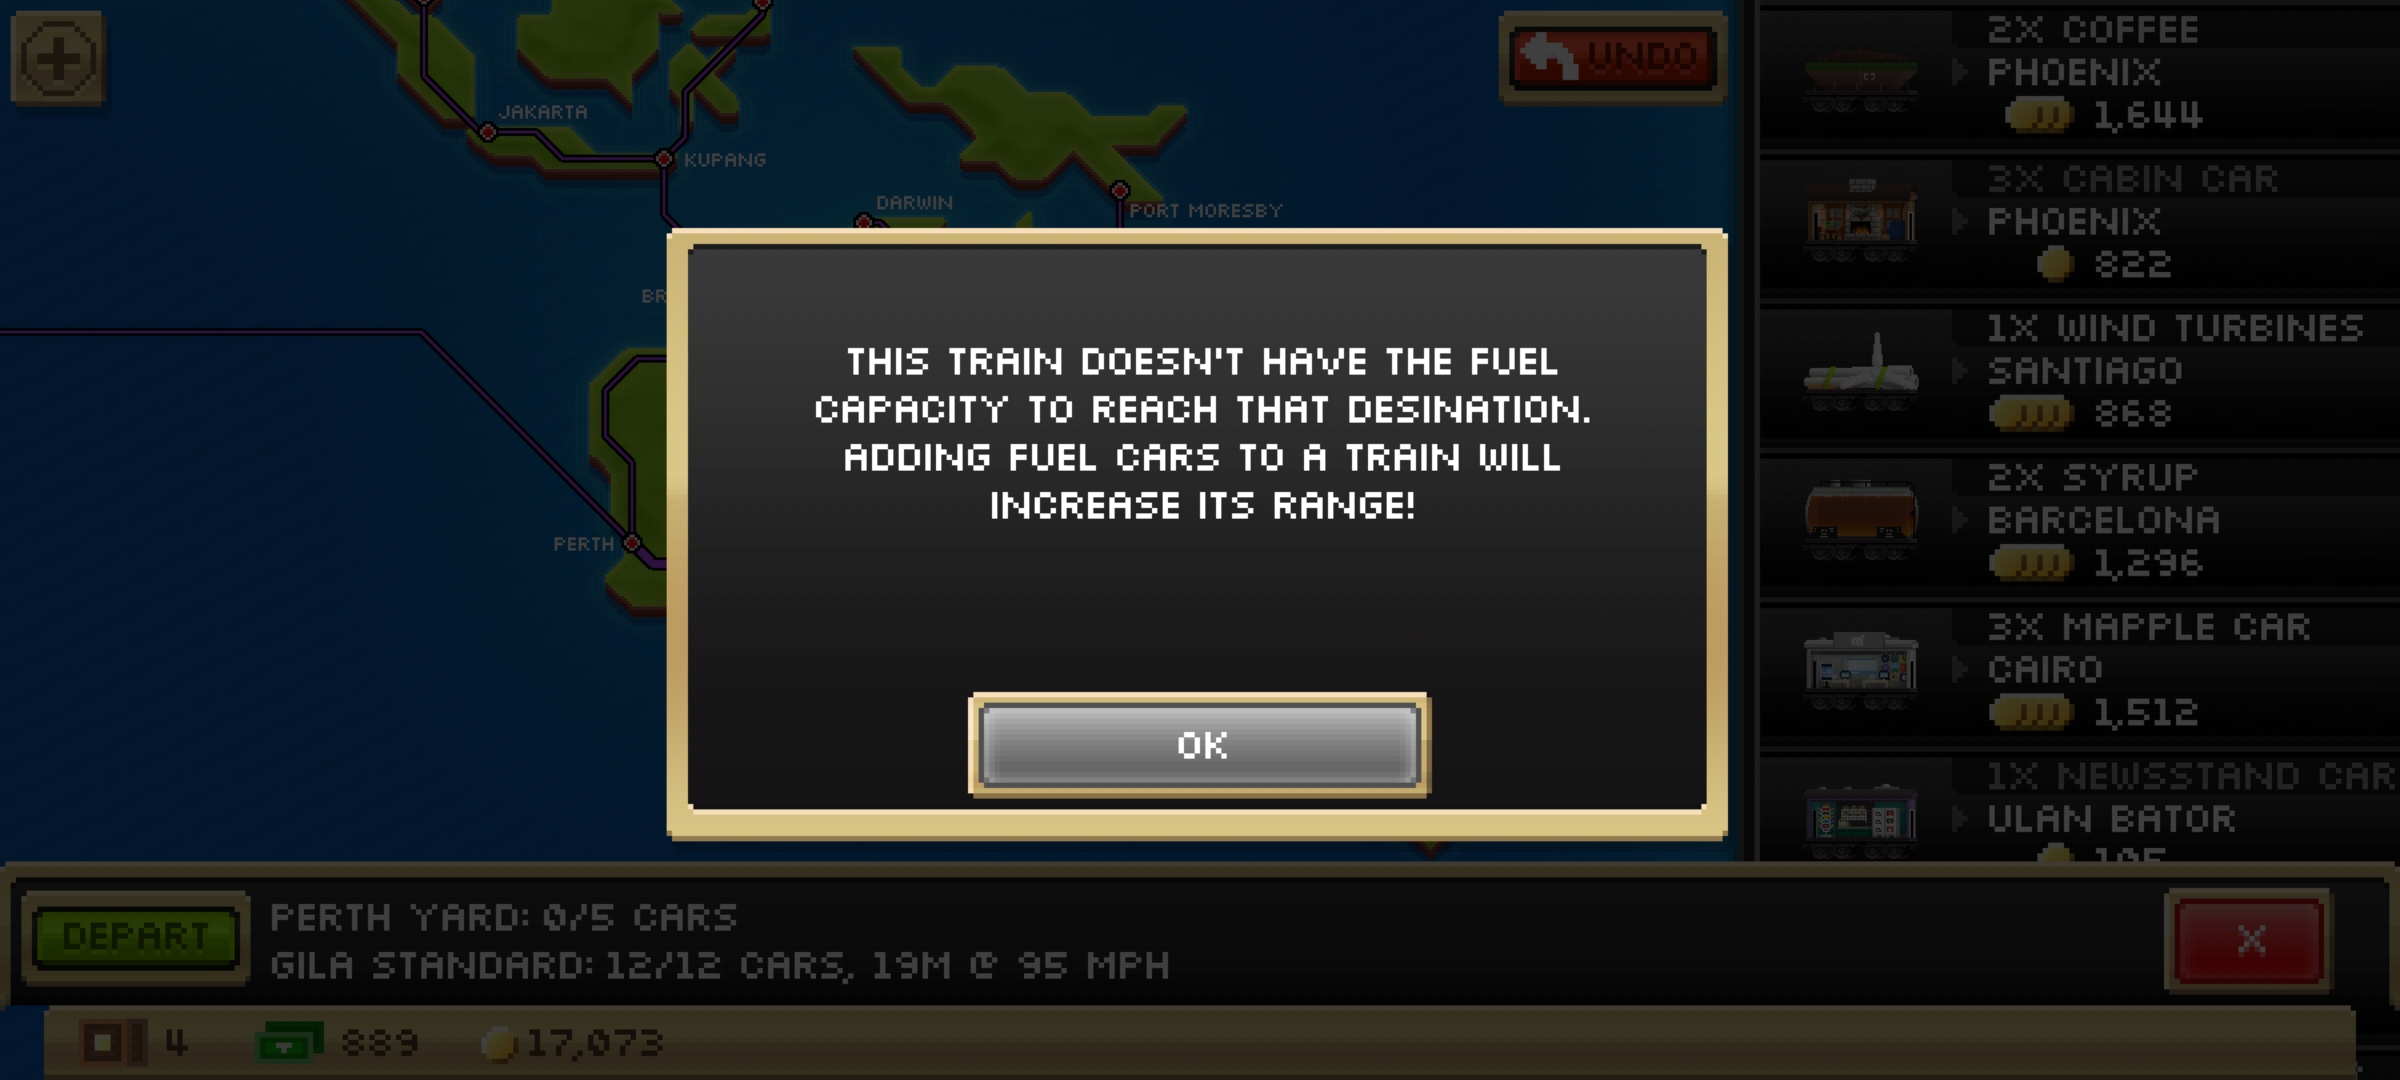 UNDO
JAKARTA
KUPANG
DARWIN
PORT MORESBY
BR
PERTH
THIS TRAIN DOESN'T HAVE THE FUEL
CAPACITY TO REACH THAT DESINATION.
ADDING FUEL CARS TO A TRAIN WILL
INCREASE ITS RANGE!
OK
2X COFFEE
PHOENIX
1,644
3X CABIN CAR
PHOENIX
822
1X WIND TURBINES
SANTIAGO
868
2X SYRUP
BARCELONA
1,296
3X MAPPLE CAR
CAIRO
1,512
1X NEWSSTAND CAR
ULAN BATOR
DEPART
PERTH YARD: 0/5 CARS
GILA STANDARD: 12/12 CARS, 19M @ 95 MPH
X
4
889
17,073